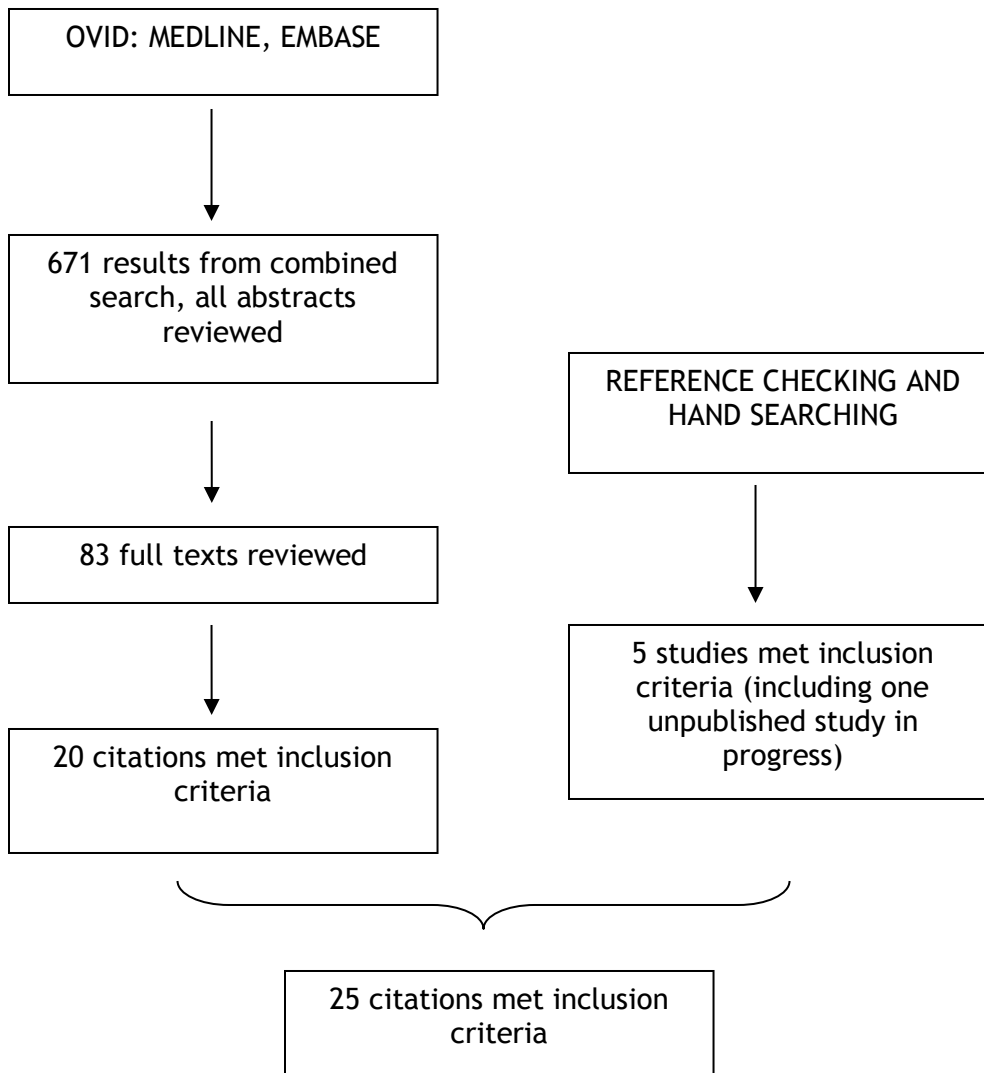 OVID: MEDLINE, EMBASE
671 results from combined
search, all abstracts
reviewed
83 full texts reviewed
20 citations met inclusion
criteria
REFERENCE CHECKING AND
HAND SEARCHING
5 studies met inclusion
criteria (including one
unpublished study in
progress)
25 citations met inclusion
criteria